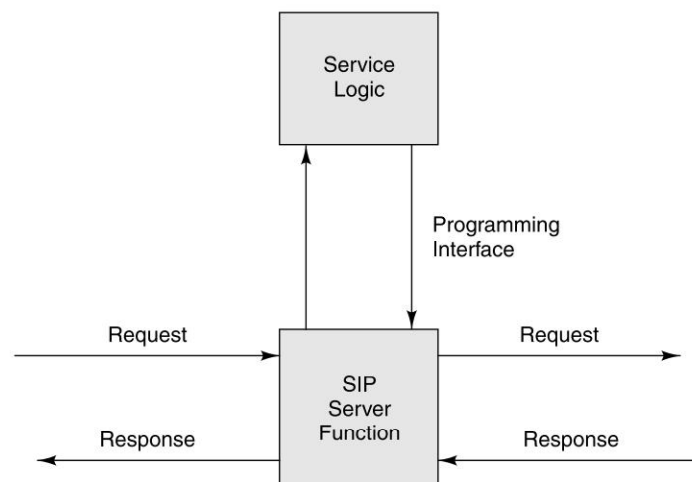 Service
Logic
Programming
Interface
Request
Request
SIP
Server
Function
Response
Response